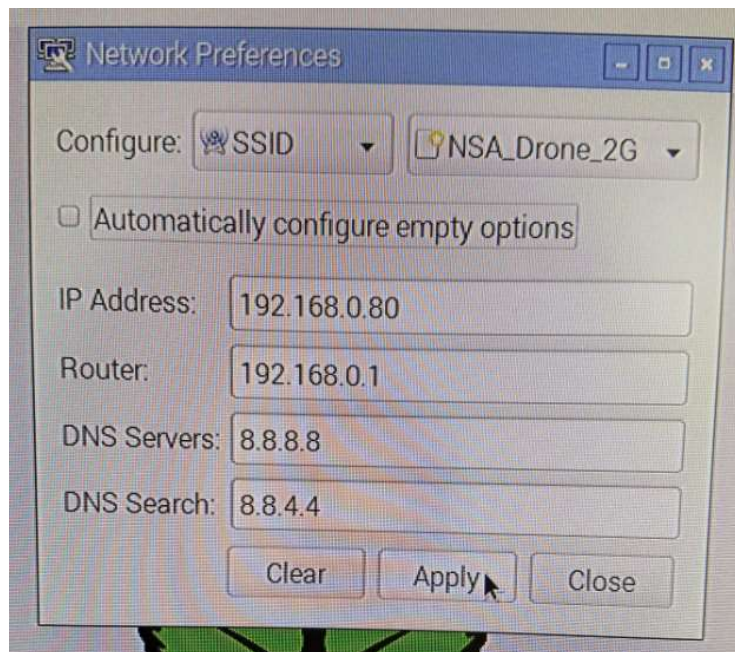 Network Preferences
Configure: SSID NSA_Drone_2G
Automatically configure empty options
IP Address: 192.168.0.80
Router: 192.168.0.1
DNS Servers: 8.8.8.8
DNS Search: 8.8.4.4
Clear Apply Close